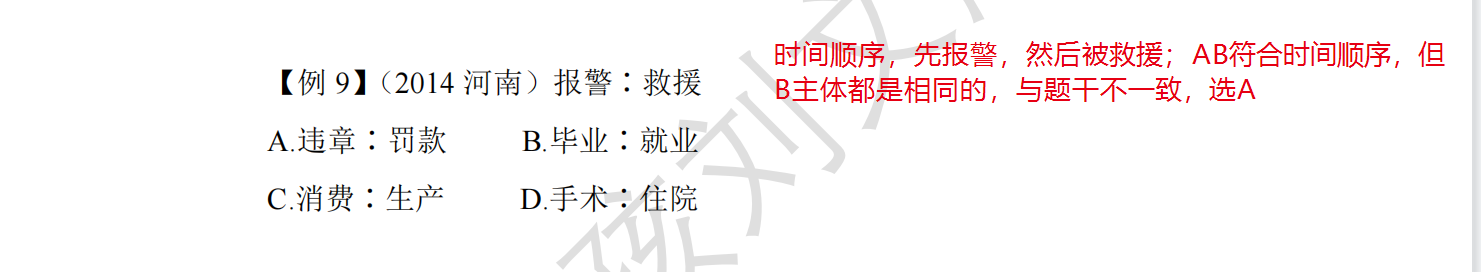 时间顺序，先报警，然后被救援；AB符合时间顺序，但
B主体都是相同的，与题干不一致，选A
【例 9】（2014 河南）报警∶救援
A.违章∶罚款 B.毕业∶就业
C.消费∶生产 D.手术∶住院
孩刘文